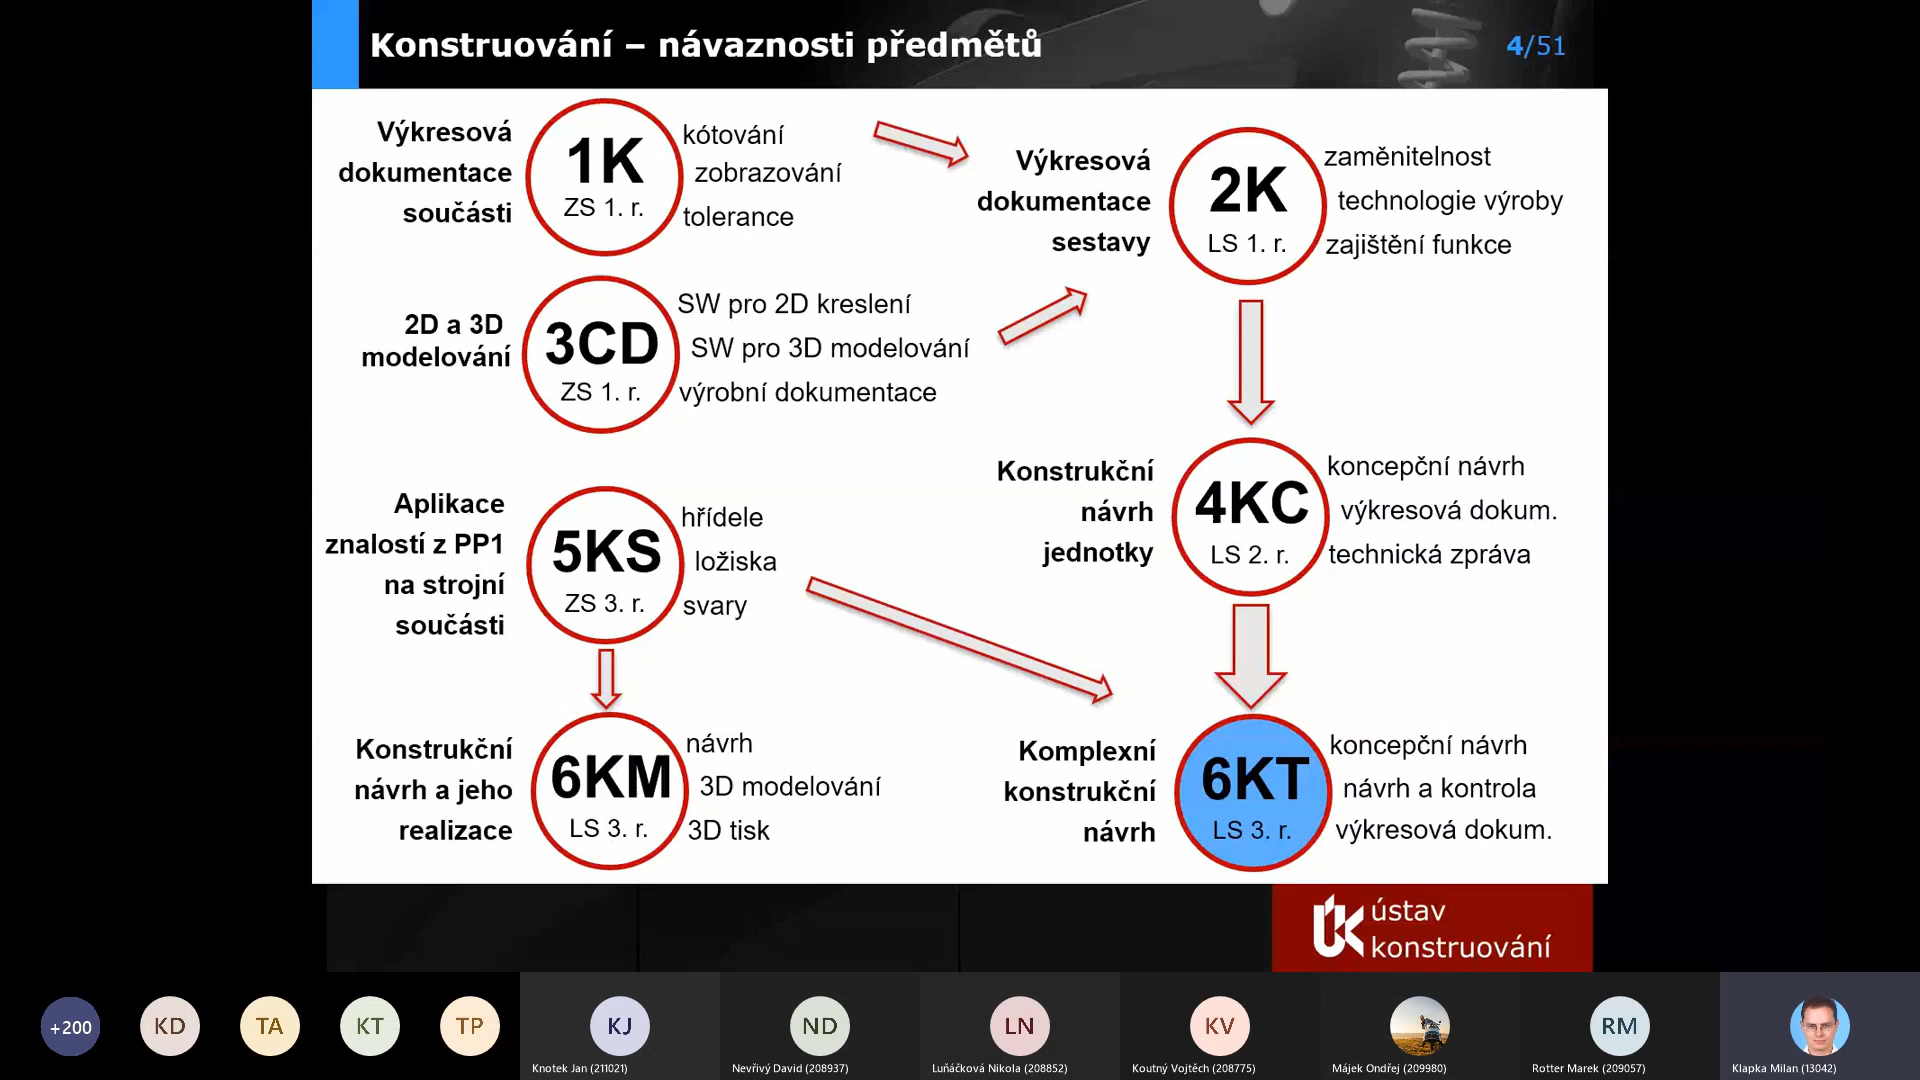 Konstruování – návaznosti předmětů
4/51
Výkresová
dokumentace
součásti
1K
ZS 1. r.
kótování
zobrazování
tolerance
Výkresová
dokumentace
sestavy
2K
LS 1. r.
zaměnitelnost
technologie výroby
zajištění funkce
2D a 3D
modelování
3CD
ZS 1. r.
SW pro 2D kreslení
SW pro 3D modelování
výrobní dokumentace
Konstrukční
návrh
jednotky
4KC
LS 2. r.
koncepční návrh
výkresová dokum.
technická zpráva
Aplikace
znalostí z PP1
na strojní
součásti
5KS
ZS 3. r.
hřídele
ložiska
svary
Konstrukční
návrh a jeho
realizace
6KM
LS 3. r.
návrh
3D modelování
3D tisk
Komplexní
konstrukční
návrh
6KT
LS 3. r.
koncepční návrh
návrh a kontrola
výkresová dokum.
ÚK ústav
konstruování
+200
KD
TA
KT
TP
KJ
ND
LN
KV
RM
Knotek Jan (211021)
Nevřivý David (208937)
Luňáčková Nikola (208852)
Koutný Vojtěch (208775)
Májek Ondřej (209980)
Rotter Marek (209057)
Klapka Milan (13042)